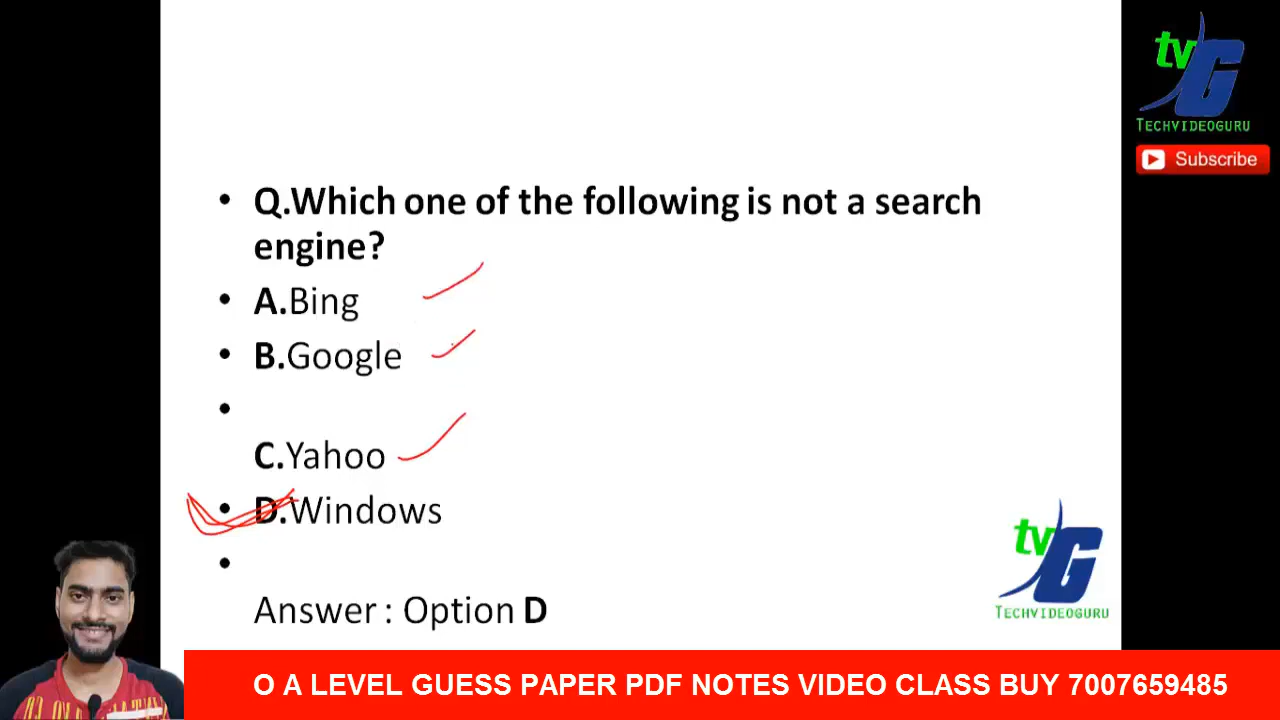 tvG
TECHVIDEOGURU
Subscribe
• Q.Which one of the following is not a search
engine?
• A.Bing
• B.Google
•
C.Yahoo
• D.Windows
•
Answer : Option D
tvG
TECHVIDEOGURU
O A LEVEL GUESS PAPER PDF NOTES VIDEO CLASS BUY 7007659485